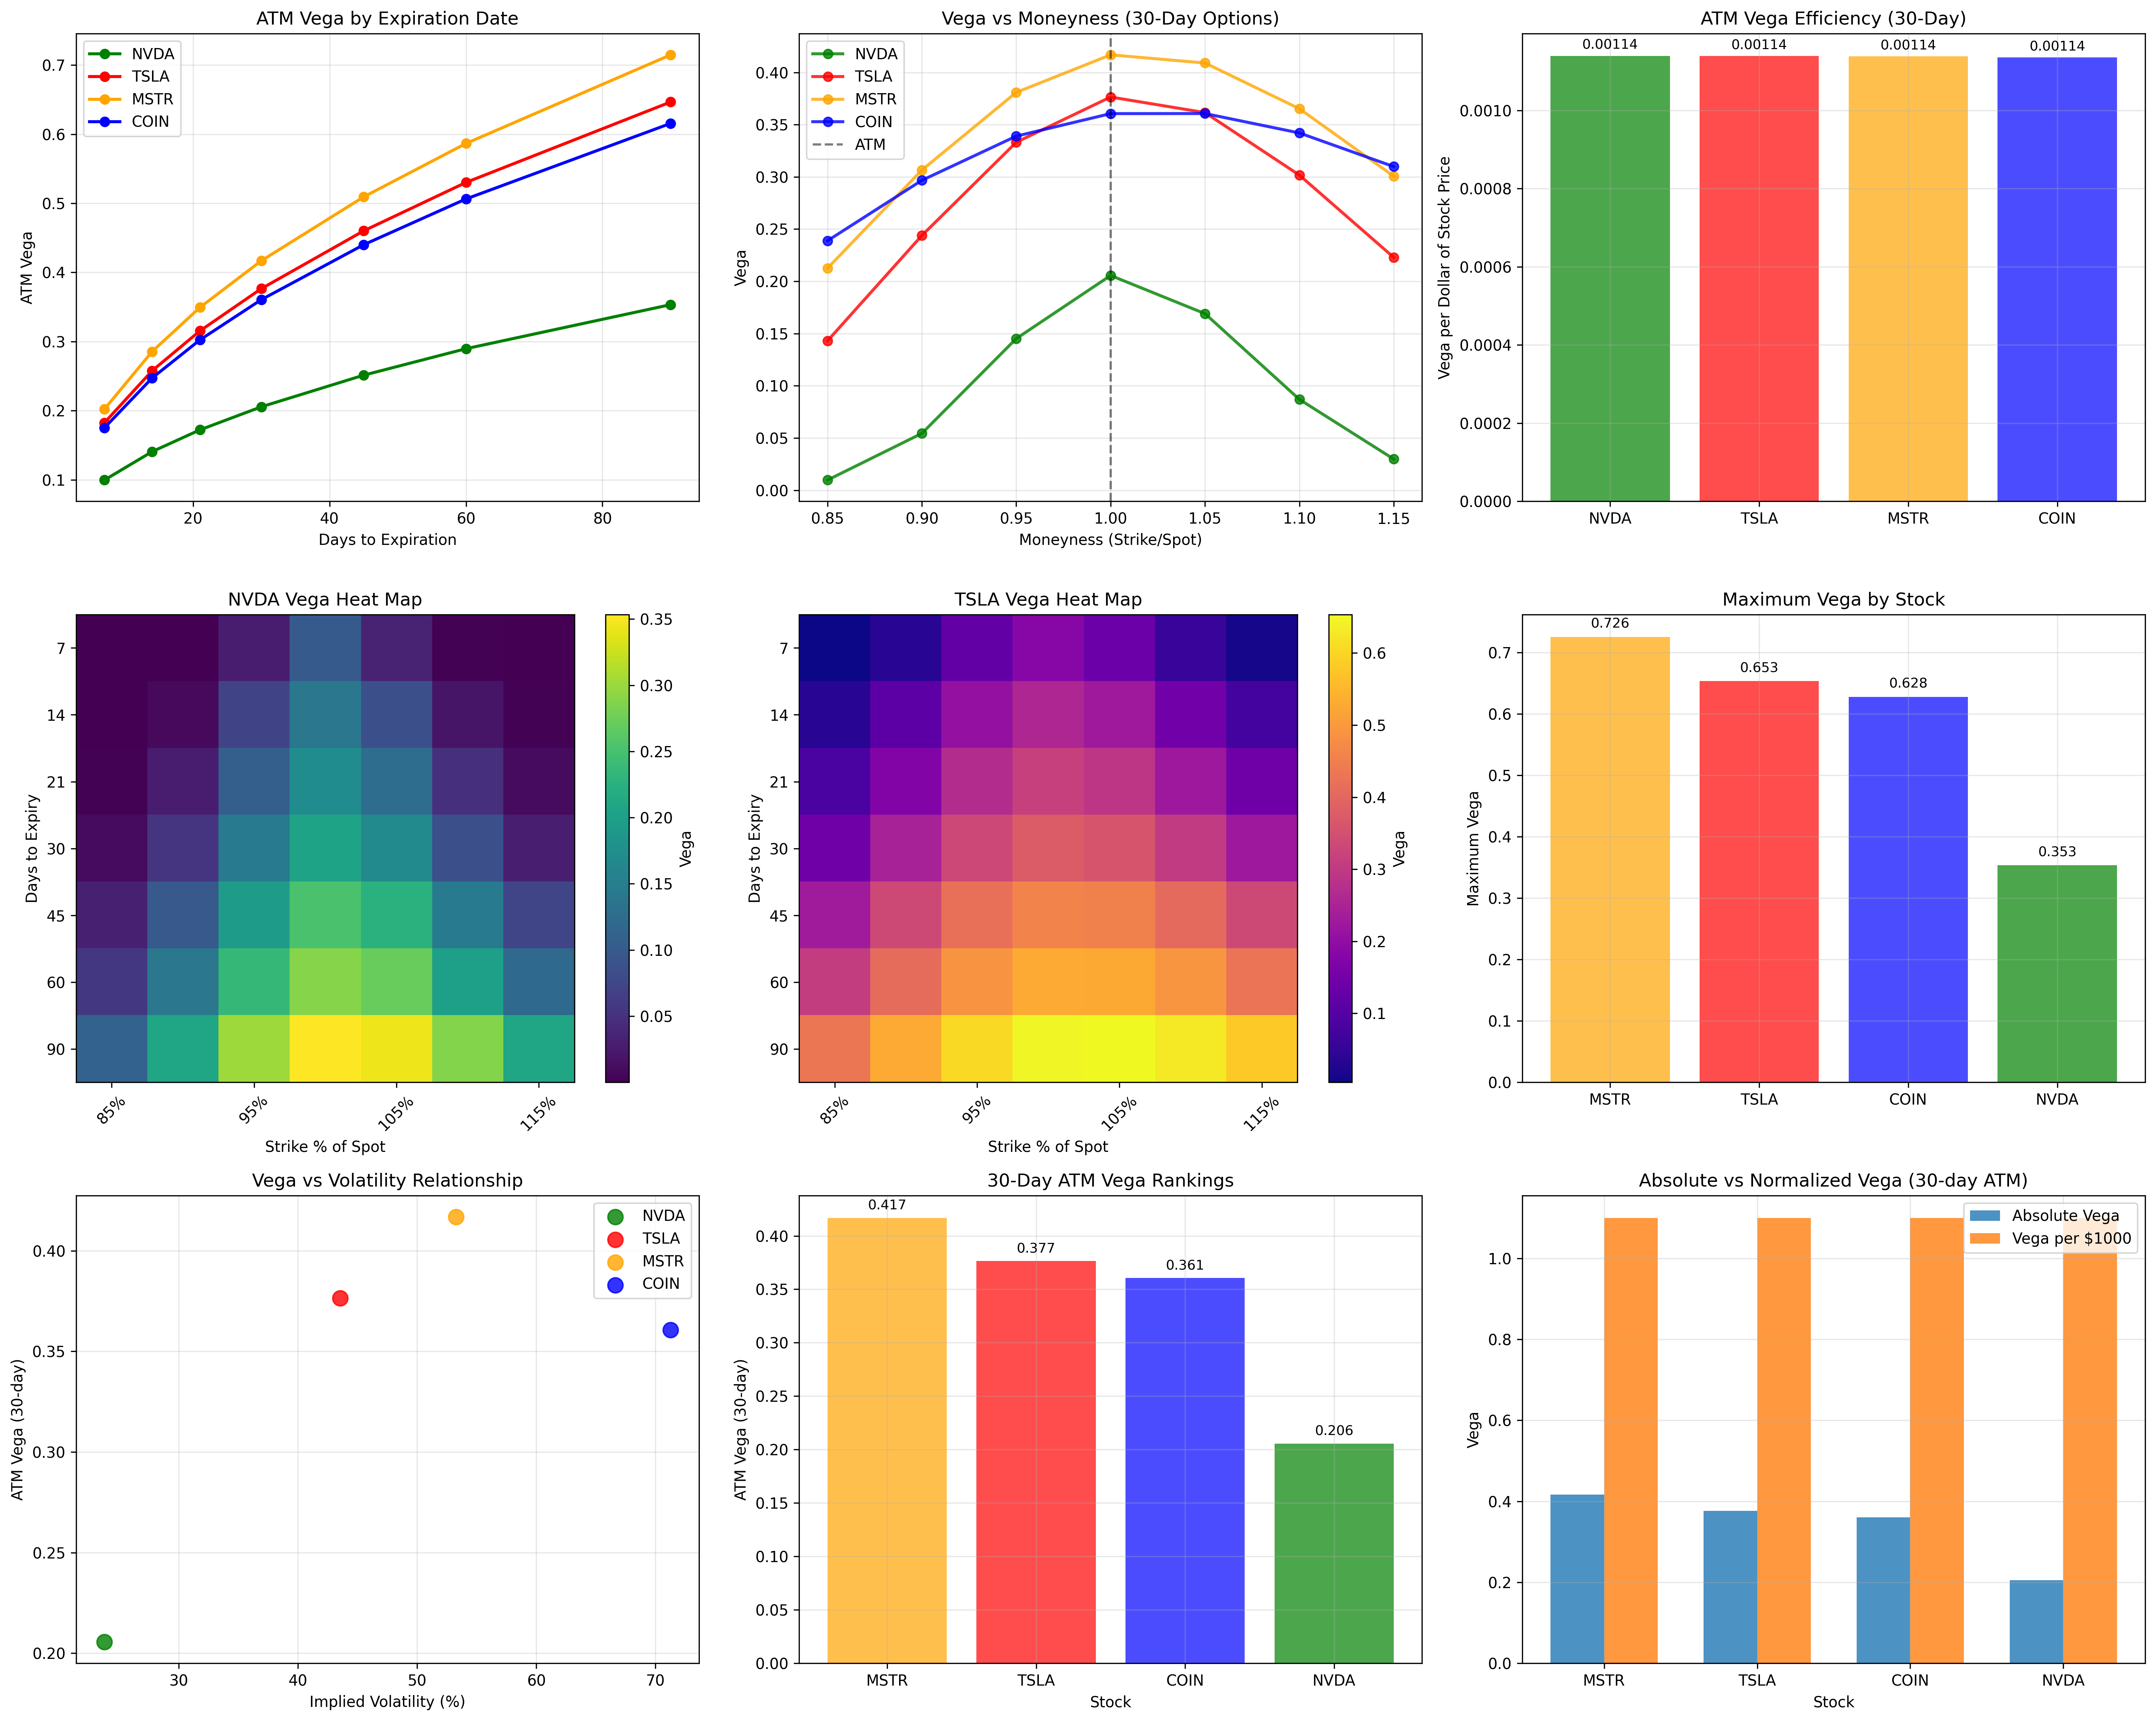 ATM Vega by Expiration Date
NVDA
TSLA
MSTR
COIN
0.7
0.6
0.5
0.4
0.3
0.2
0.1
ATM Vega
20
40
60
80
Days to Expiration
Vega vs Moneyness (30-Day Options)
NVDA
TSLA
MSTR
COIN
ATM
0.40
0.35
0.30
0.25
0.20
0.15
0.10
0.05
0.00
Vega
0.85
0.90
0.95
1.00
1.05
1.10
1.15
Moneyness (Strike/Spot)
ATM Vega Efficiency (30-Day)
0.00114
0.00114
0.00114
0.00114
0.0010
0.0008
0.0006
0.0004
0.0002
0.0000
Vega per Dollar of Stock Price
NVDA
TSLA
MSTR
COIN
NVDA Vega Heat Map
7
14
21
30
45
60
90
Days to Expiry
85%
95%
105%
115%
Strike % of Spot
0.35
0.30
0.25
0.20
0.15
0.10
0.05
Vega
TSLA Vega Heat Map
7
14
21
30
45
60
90
Days to Expiry
85%
95%
105%
115%
Strike % of Spot
0.6
0.5
0.4
0.3
0.2
0.1
Vega
Maximum Vega by Stock
0.726
0.653
0.628
0.353
0.7
0.6
0.5
0.4
0.3
0.2
0.1
0.0
Maximum Vega
MSTR
TSLA
COIN
NVDA
Vega vs Volatility Relationship
NVDA
TSLA
MSTR
COIN
0.40
0.35
0.30
0.25
0.20
ATM Vega (30-day)
30
40
50
60
70
Implied Volatility (%)
30-Day ATM Vega Rankings
0.417
0.377
0.361
0.206
0.40
0.35
0.30
0.25
0.20
0.15
0.10
0.05
0.00
ATM Vega (30-day)
MSTR
TSLA
COIN
NVDA
Stock
Absolute vs Normalized Vega (30-day ATM)
Absolute Vega
Vega per $1000
1.0
0.8
0.6
0.4
0.2
0.0
Vega
MSTR
TSLA
COIN
NVDA
Stock